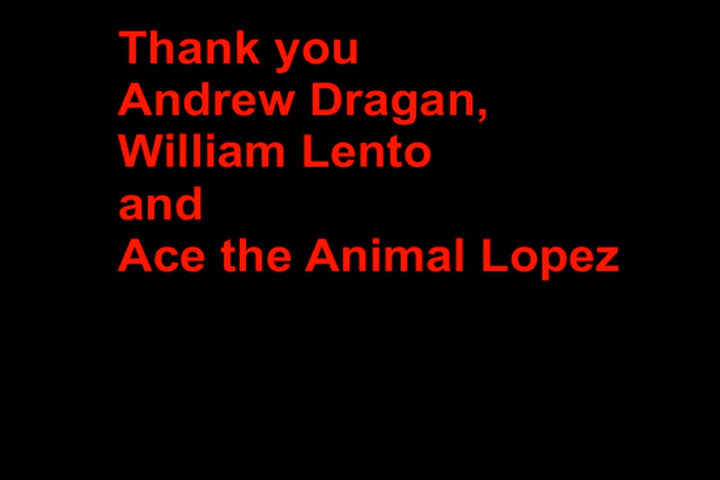 Thank you
Andrew Dragan,
William Lento
and
Ace the Animal Lopez